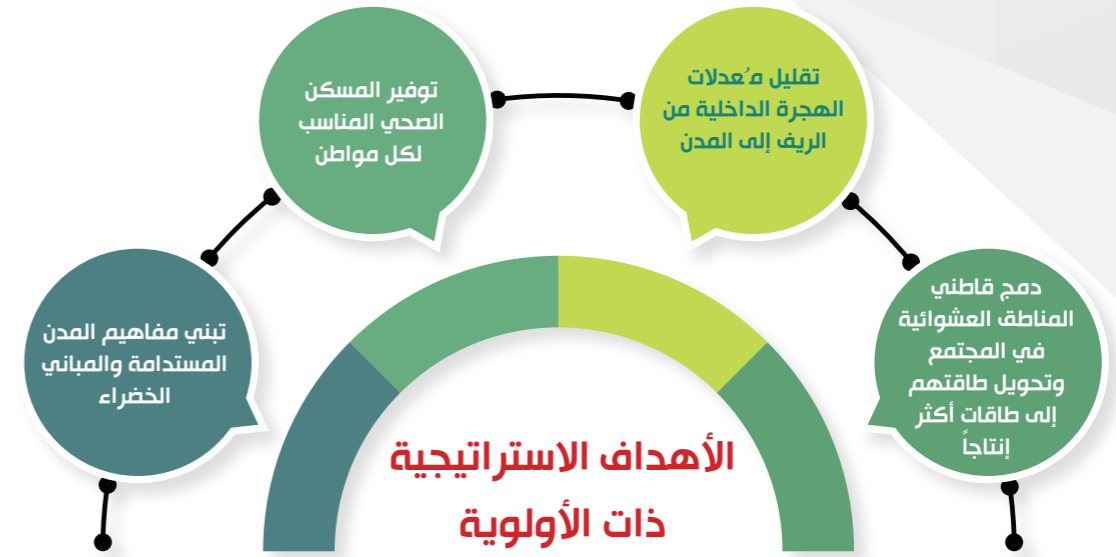 تقليل مُعدلات
الهجرة الداخلية من
الريف إلى المدن
توفير المسكن
الصحي المناسب
لكل مواطن
دمج قاطني
المناطق العشوائية
في المجتمع
وتحويل طاقتهم
إلى طاقات أكثر
إنتاجاً
تبني مفاهيم المدن
المستدامة والمباني
الخضراء
الأهداف الاستراتيجية
ذات الأولوية